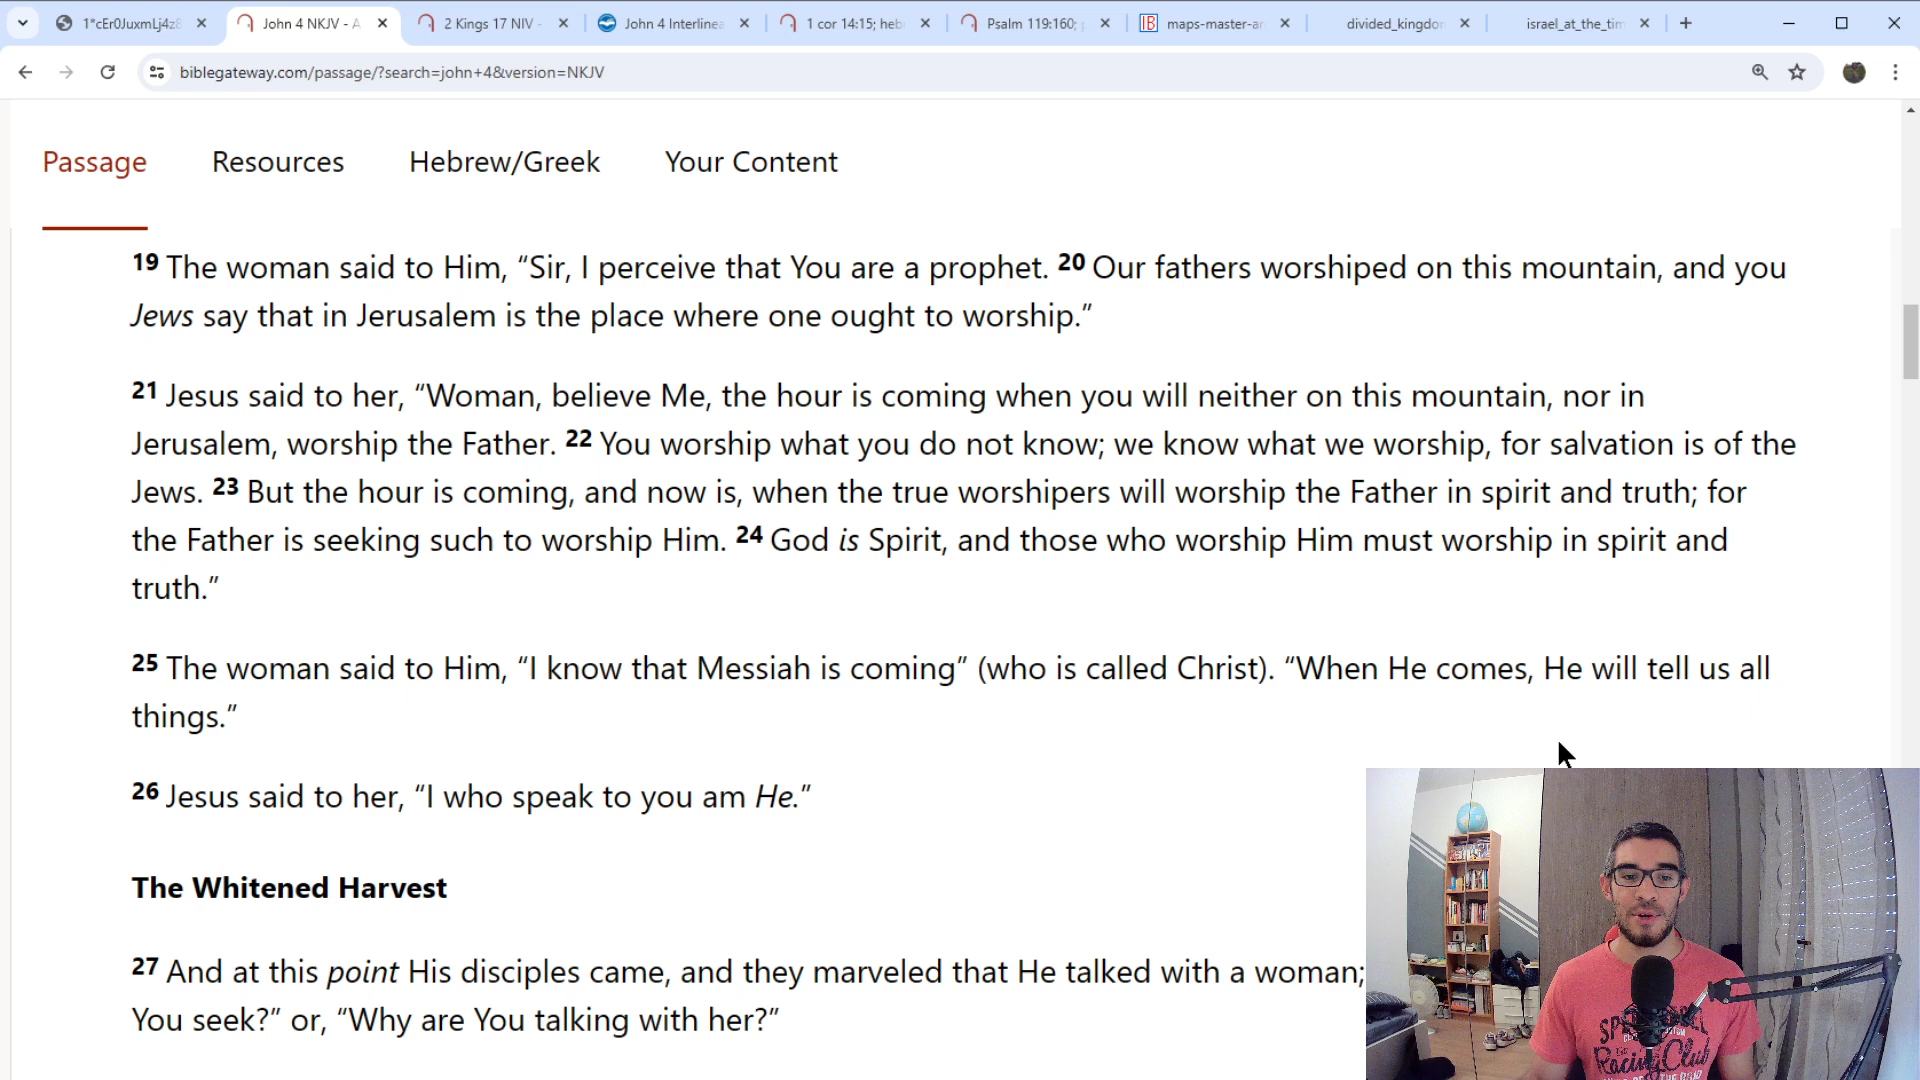 1*cEr0JuxmLj4z8
John 4 NKJV - A
2 Kings 17 NIV -
John 4 Interlinea
1 cor 14:15; heb
Psalm 119:160;
maps-master-ar
divided_kingdom
israel_at_the_tim
biblegateway.com/passage/?search=john+4&version=NKJV
Passage Resources Hebrew/Greek Your Content
19 The woman said to Him, “Sir, I perceive that You are a prophet. 20 Our fathers worshiped on this mountain, and you
Jews say that in Jerusalem is the place where one ought to worship.”
21 Jesus said to her, “Woman, believe Me, the hour is coming when you will neither on this mountain, nor in
Jerusalem, worship the Father. 22 You worship what you do not know; we know what we worship, for salvation is of the
Jews. 23 But the hour is coming, and now is, when the true worshipers will worship the Father in spirit and truth; for
the Father is seeking such to worship Him. 24 God is Spirit, and those who worship Him must worship in spirit and
truth.”
25 The woman said to Him, “I know that Messiah is coming” (who is called Christ). “When He comes, He will tell us all
things.”
26 Jesus said to her, “I who speak to you am He.”
The Whitened Harvest
27 And at this point His disciples came, and they marveled that He talked with a woman;
You seek?” or, “Why are You talking with her?”
Racing Club